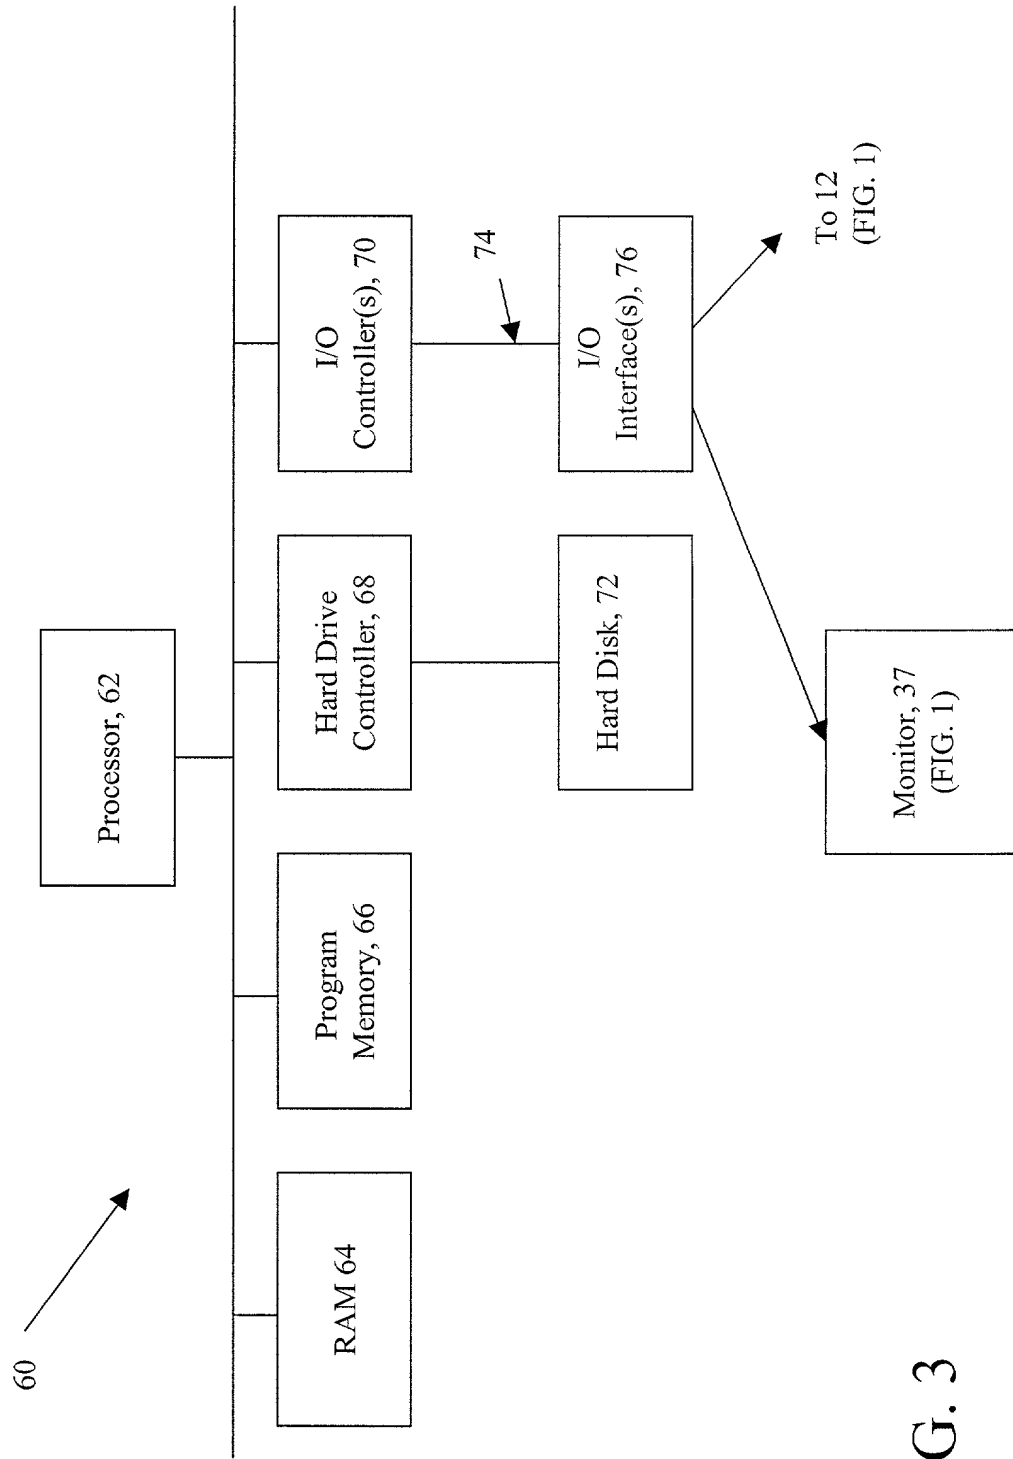 60
Processor, 62
RAM 64
Program
Memory, 66
Hard Drive
Controller, 68
I/O
Controller(s), 70
74
Hard Disk, 72
I/O
Interface(s), 76
Monitor, 37
(FIG. 1)
To 12
(FIG. 1)
G. 3